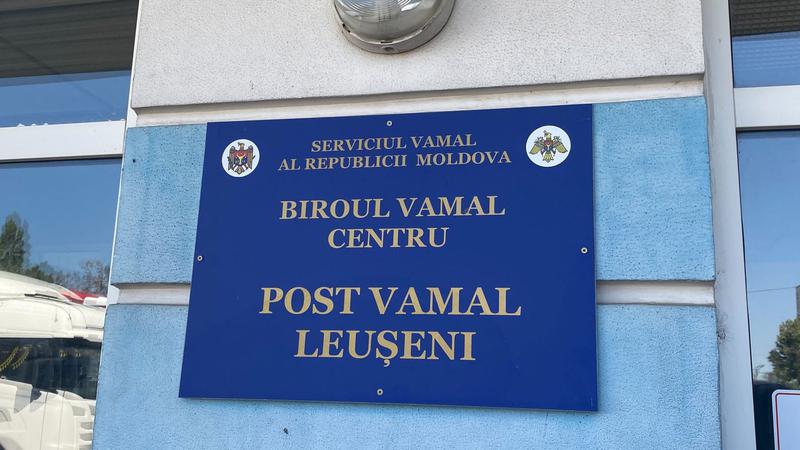 SERVICIUL VAMAL
AL REPUBLICII MOLDOVA
BIROUL VAMAL
CENTRU
POST VAMAL
LEUȘENI